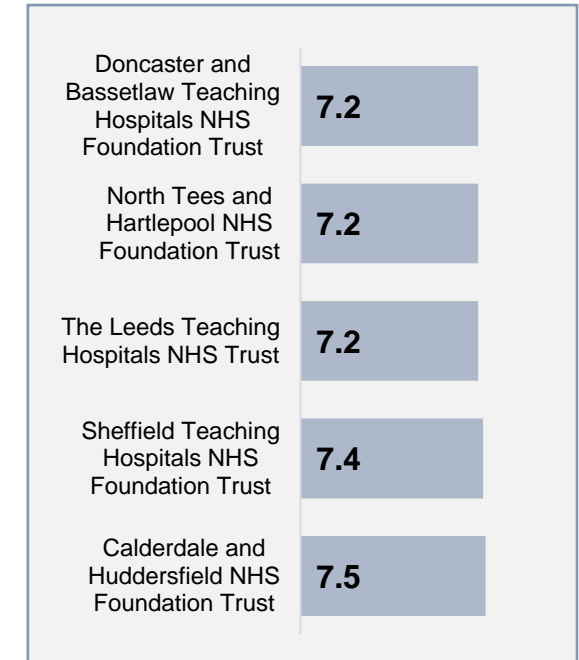 Doncaster and
Bassetlaw Teaching
Hospitals NHS
Foundation Trust
7.2
North Tees and
Hartlepool NHS
Foundation Trust
7.2
The Leeds Teaching
Hospitals NHS Trust
7.2
Sheffield Teaching
Hospitals NHS
Foundation Trust
7.4
Calderdale and
Huddersfield NHS
Foundation Trust
7.5